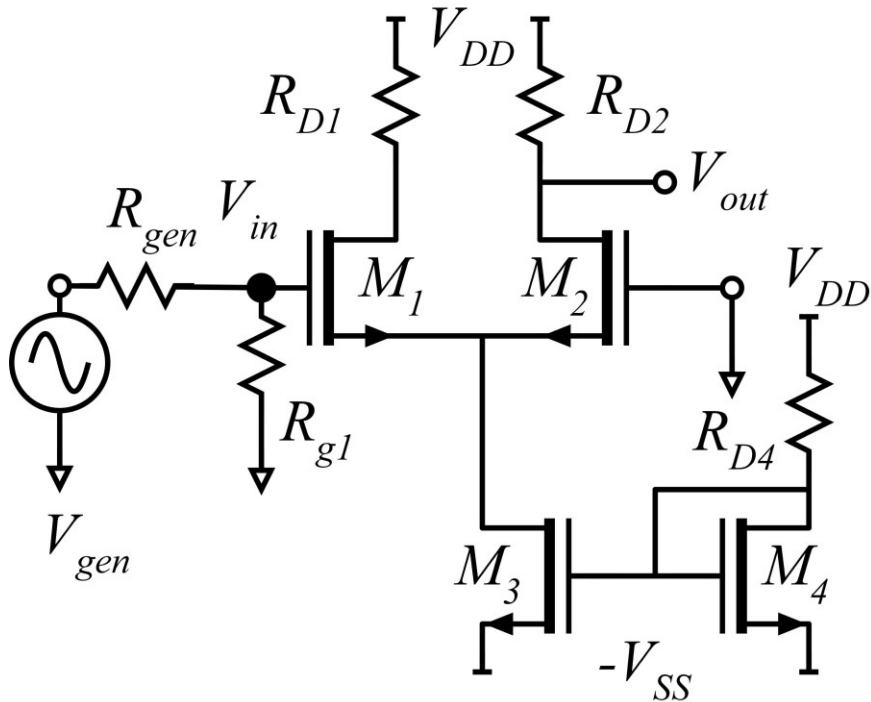 V_DD
R_D1
R_D2
V_out
R_gen
V_in
M_1
M_2
V_DD
R_g1
R_D4
V_gen
M_3
M_4
-V_SS